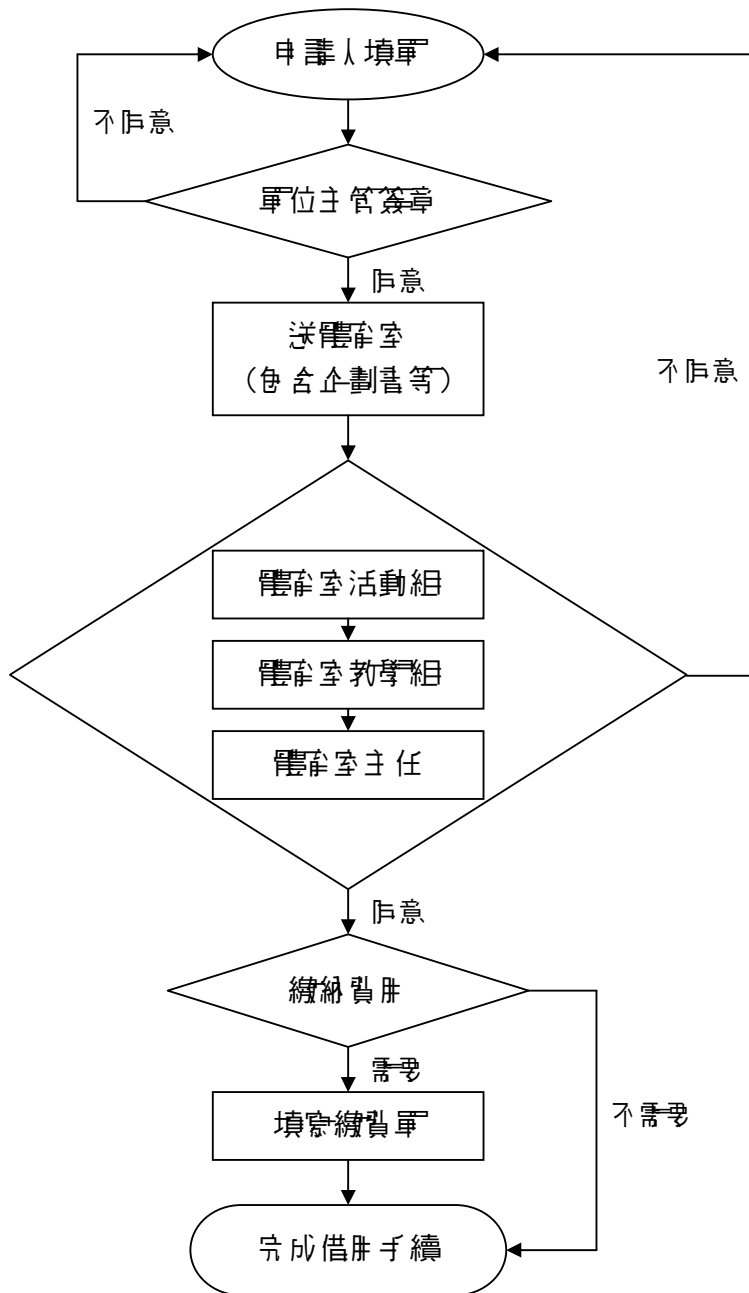 申請人填單
不同意
單位主管簽章
同意
送體育室
(包含企劃書等)
不同意
體育室活動組
體育室教學組
體育室主任
同意
繳納費用
需要
填寫繳費單
不需要
完成借用手續